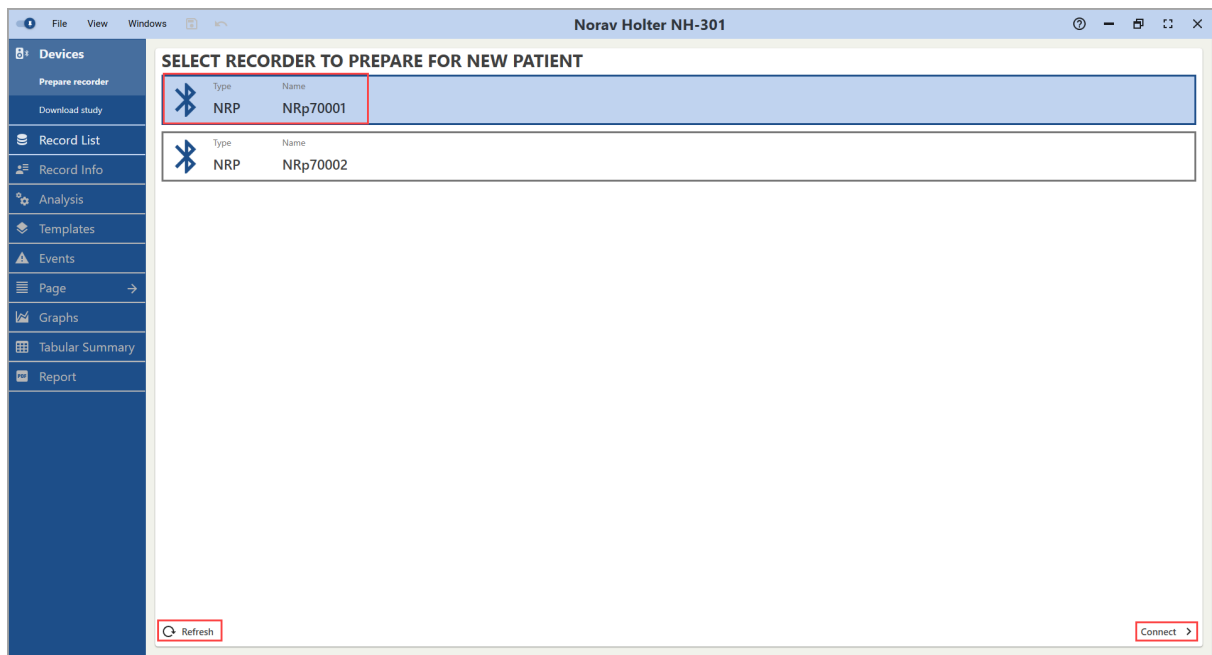 File View Windows Norav Holter NH-301
Devices
Prepare recorder
Download study
Record List
Record Info
Analysis
Templates
Events
Page
Graphs
Tabular Summary
Report
SELECT RECORDER TO PREPARE FOR NEW PATIENT
Type Name
NRP NRp70001
Type Name
NRP NRp70002
Refresh Connect